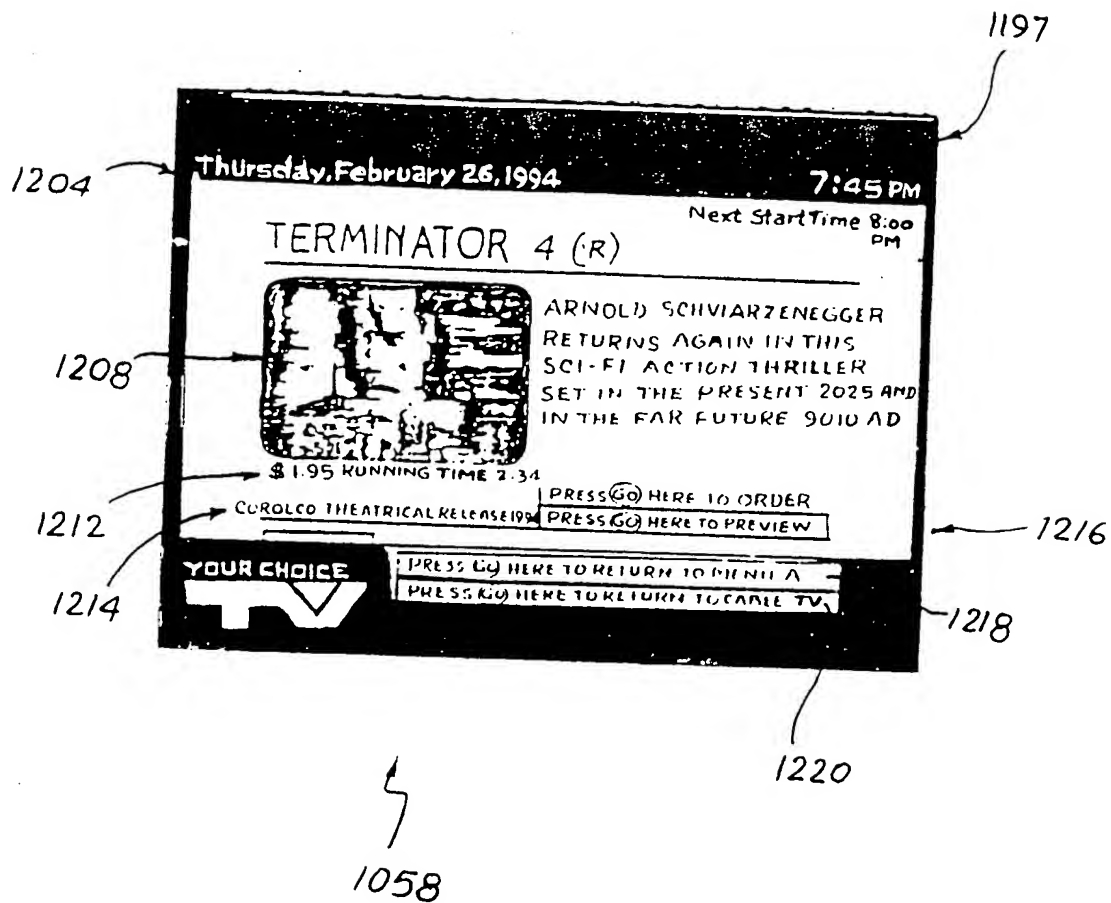 1197
Thursday, February 26, 1994 7:45 PM
1204
Next Start Time 8:00
PM
TERMINATOR 4 (R)
ARNOLD SCHVIARZENEGGER
RETURNS AGAIN IN THIS
1208
SCI-FI ACTION THRILLER
SET IN THE PRESENT 2025 AND
IN THE FAR FUTURE 9010 AD
$1.95 RUNNING TIME 2:34
PRESS GO HERE TO ORDER
1212
COROLCO THEATRICAL RELEASE
PRESS GO HERE TO PREVIEW
1216
1214
YOUR CHOICE
TV
PRESS GO HERE TO RETURN TO MENU A
PRESS GO HERE TO RETURN TO CABLE TV
1218
1220
1058